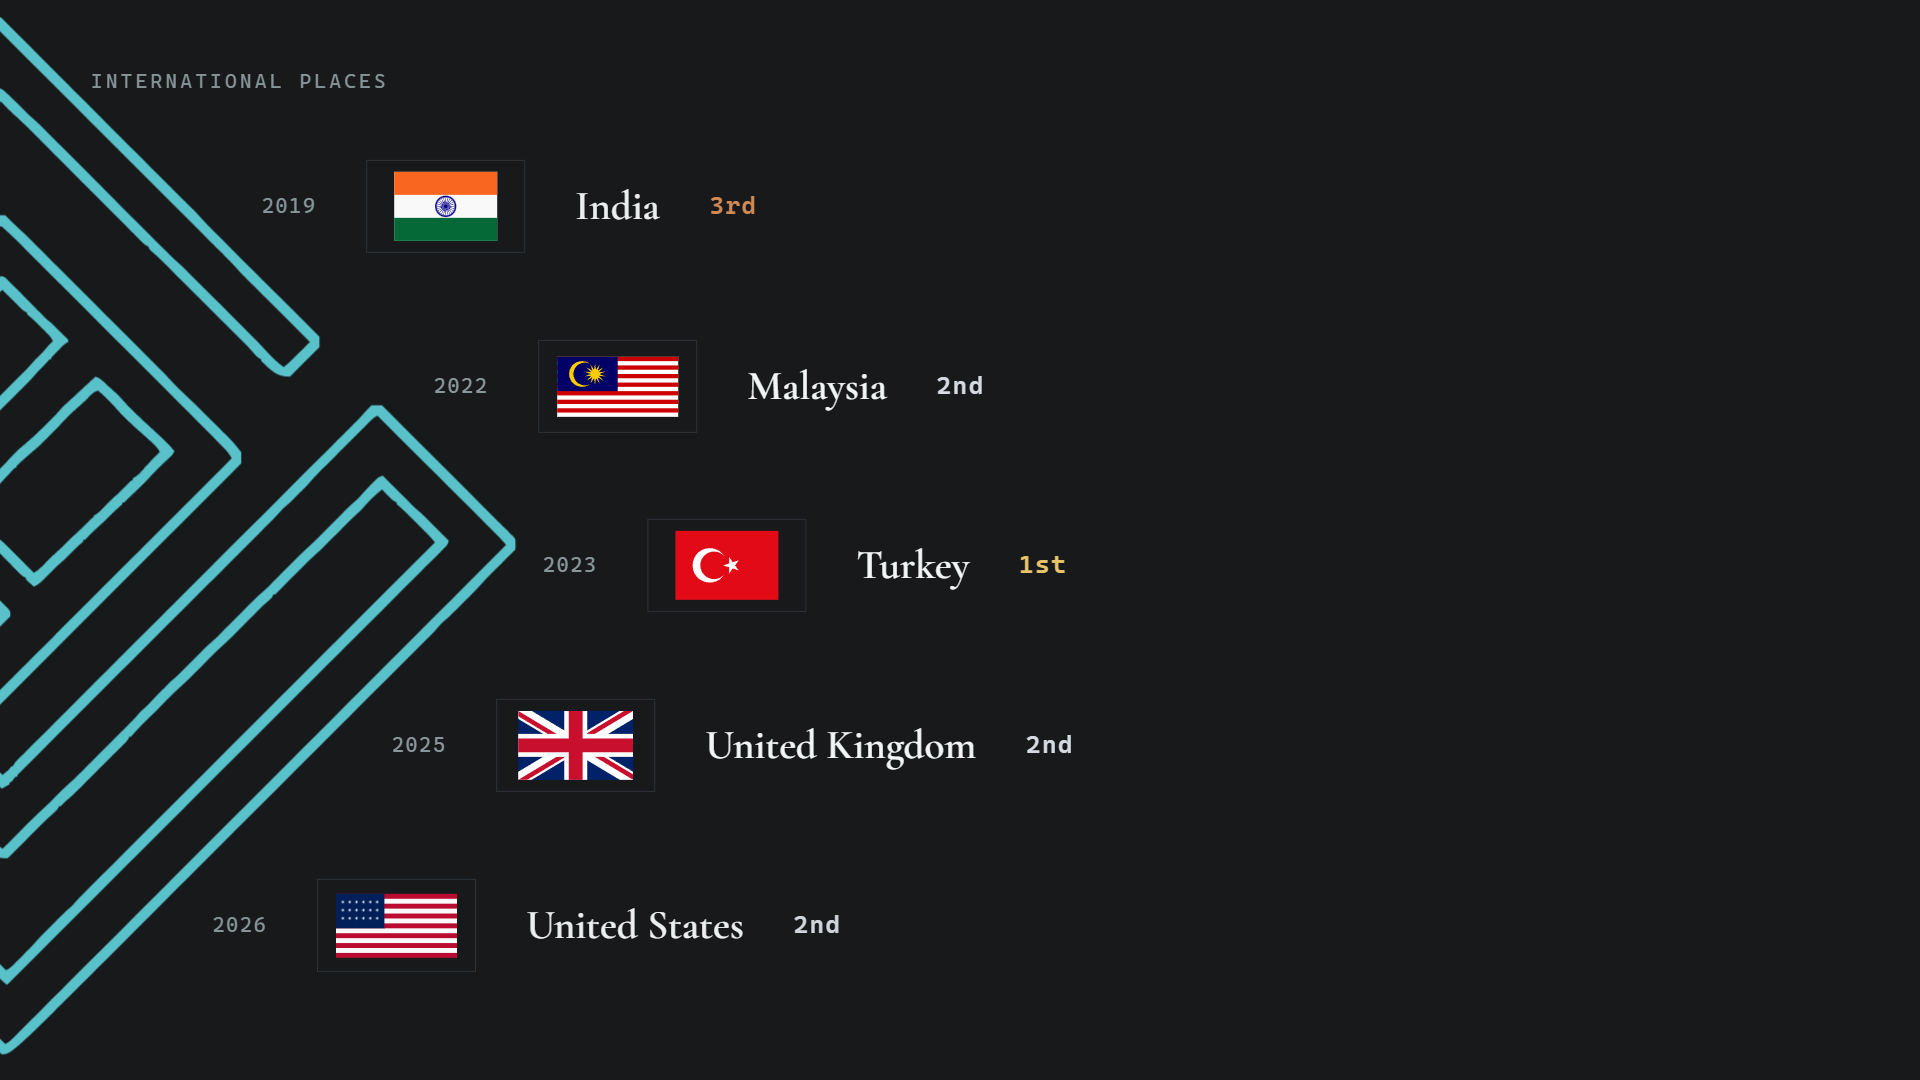 INTERNATIONAL PLACES
2019 India 3rd
2022 Malaysia 2nd
2023 Turkey 1st
2025 United Kingdom 2nd
2026 United States 2nd